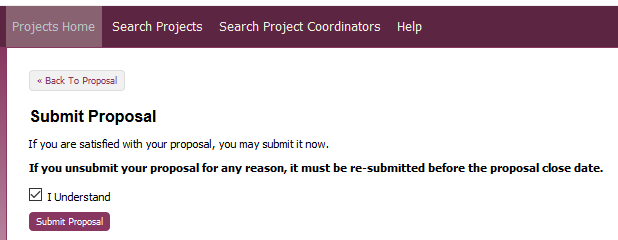 Projects Home Search Projects Search Project Coordinators Help
« Back To Proposal
Submit Proposal
If you are satisfied with your proposal, you may submit it now.
If you unsubmit your proposal for any reason, it must be re-submitted before the proposal close date.
I Understand
Submit Proposal